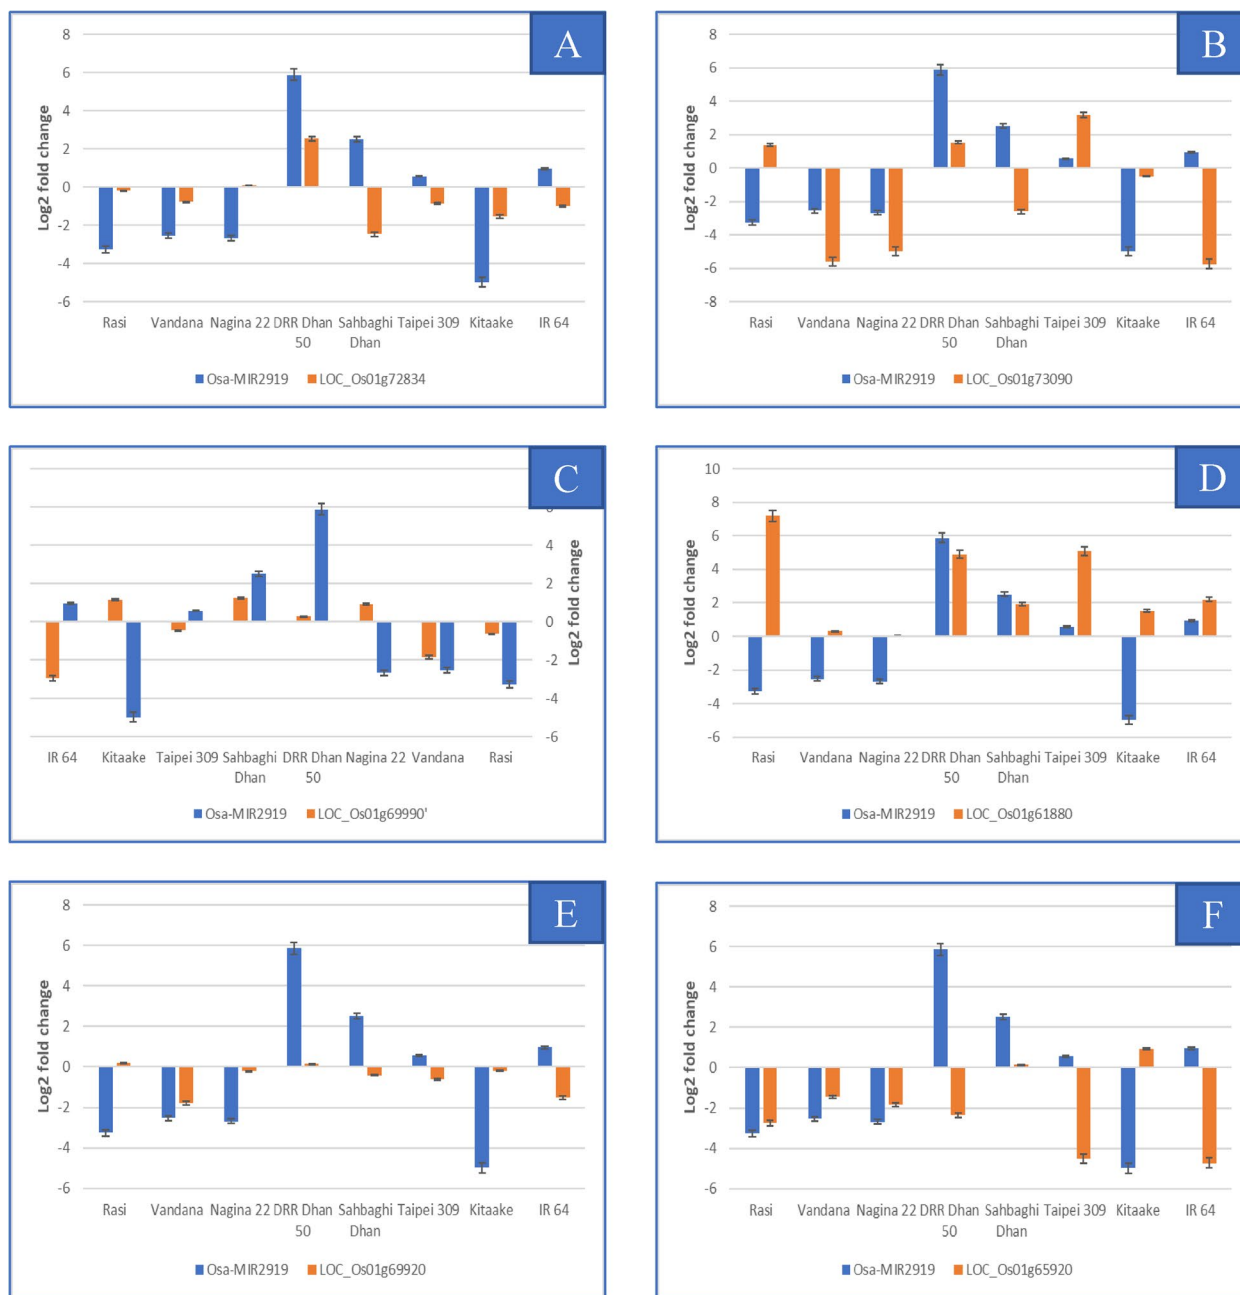 A
8
6
4
2
0
-2
-4
-6
Log2 fold change
Rasi Vandana Nagina 22 DRR Dhan Sahbaghi Taipei 309 Kitaake IR 64
50 Dhan
Osa-MIR2919 LOC_Os01g72834
B
8
6
4
2
0
-2
-4
-6
-8
Log2 fold change
Rasi Vandana Nagina 22 DRR Dhan Sahbaghi Taipei 309 Kitaake IR 64
50 Dhan
Osa-MIR2919 LOC_Os01g73090
C
4
2
0
-2
-4
-6
Log2 fold change
IR 64 Kitaake Taipei 309 Sahbaghi DRR Dhan Nagina 22 Vandana Rasi
Dhan 50
Osa-MIR2919 LOC_Os01g69990'
D
10
8
6
4
2
0
-2
-4
-6
Log2 fold change
Rasi Vandana Nagina 22 DRR Dhan Sahbaghi Taipei 309 Kitaake IR 64
50 Dhan
Osa-MIR2919 LOC_Os01g61880
E
8
6
4
2
0
-2
-4
-6
Log2 fold change
Rasi Vandana Nagina 22 DRR Dhan Sahbaghi Taipei 309 Kitaake IR 64
50 Dhan
Osa-MIR2919 LOC_Os01g69920
F
8
6
4
2
0
-2
-4
-6
Log2 fold change
Rasi Vandana Nagina 22 DRR Dhan Sahbaghi Taipei 309 Kitaake IR 64
50 Dhan
Osa-MIR2919 LOC_Os01g65920